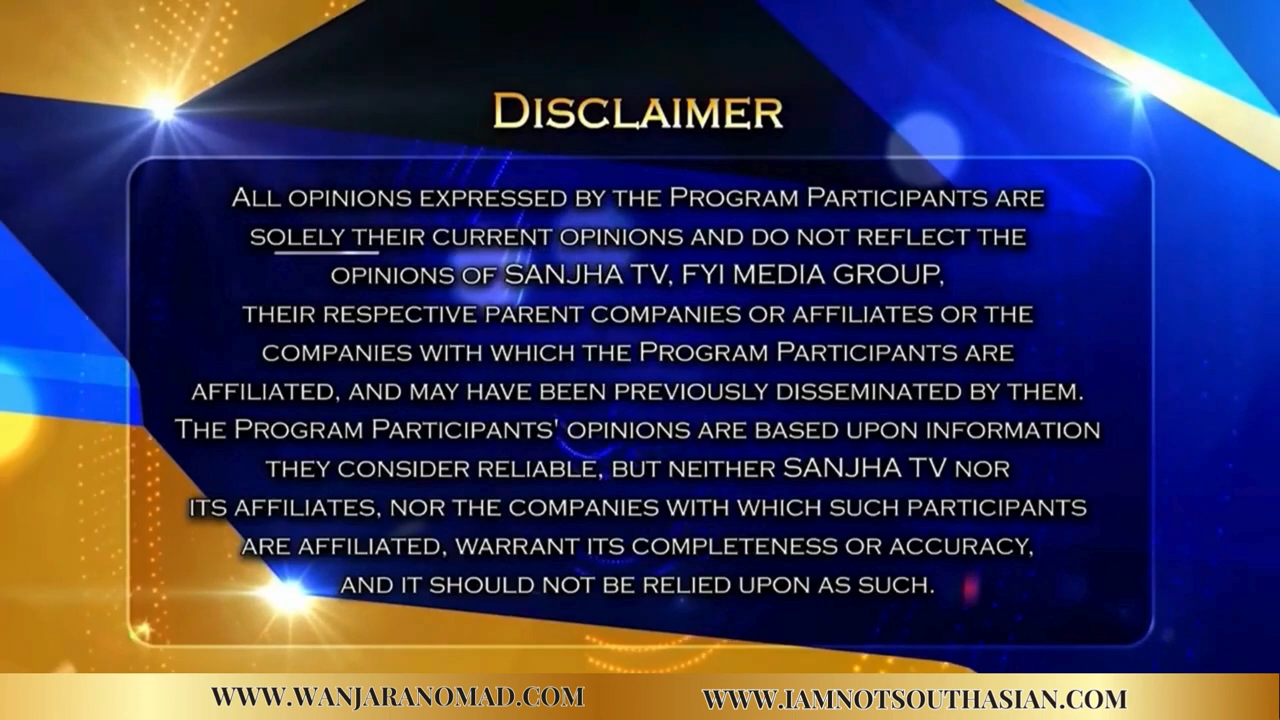 DISCLAIMER
ALL OPINIONS EXPRESSED BY THE PROGRAM PARTICIPANTS ARE
SOLELY THEIR CURRENT OPINIONS AND DO NOT REFLECT THE
OPINIONS OF SANJHA TV, FYI MEDIA GROUP,
THEIR RESPECTIVE PARENT COMPANIES OR AFFILIATES OR THE
COMPANIES WITH WHICH THE PROGRAM PARTICIPANTS ARE
AFFILIATED, AND MAY HAVE BEEN PREVIOUSLY DISSEMINATED BY THEM.
THE PROGRAM PARTICIPANTS' OPINIONS ARE BASED UPON INFORMATION
THEY CONSIDER RELIABLE, BUT NEITHER SANJHA TV NOR
ITS AFFILIATES, NOR THE COMPANIES WITH WHICH SUCH PARTICIPANTS
ARE AFFILIATED, WARRANT ITS COMPLETENESS OR ACCURACY,
AND IT SHOULD NOT BE RELIED UPON AS SUCH.
WWW.WANJARANOMAD.COM
WWW.IAMNOTSOUTHASIAN.COM